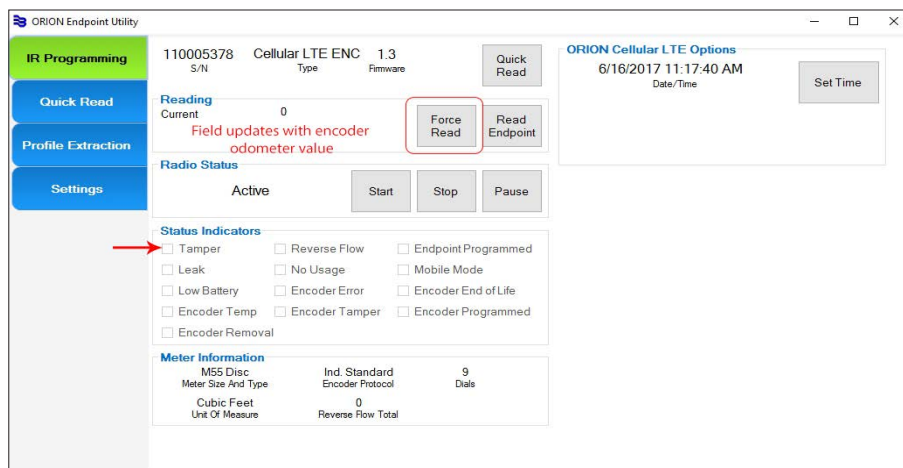 ORION Endpoint Utility
IR Programming
Quick Read
Profile Extraction
Settings
110005378 Cellular LTE ENC 1.3
S/N Type Firmware
Quick
Read
Reading
Current 0
Field updates with encoder
odometer value
Force
Read
Read
Endpoint
Radio Status
Active Start Stop Pause
Status Indicators
Tamper Reverse Flow Endpoint Programmed
Leak No Usage Mobile Mode
Low Battery Encoder Error Encoder End of Life
Encoder Temp Encoder Tamper Encoder Programmed
Encoder Removal
Meter Information
M55 Disc Ind. Standard 9
Meter Size And Type Encoder Protocol Dials
Cubic Feet 0
Unit Of Measure Reverse Flow Total
ORION Cellular LTE Options
6/16/2017 11:17:40 AM
Date/Time
Set Time